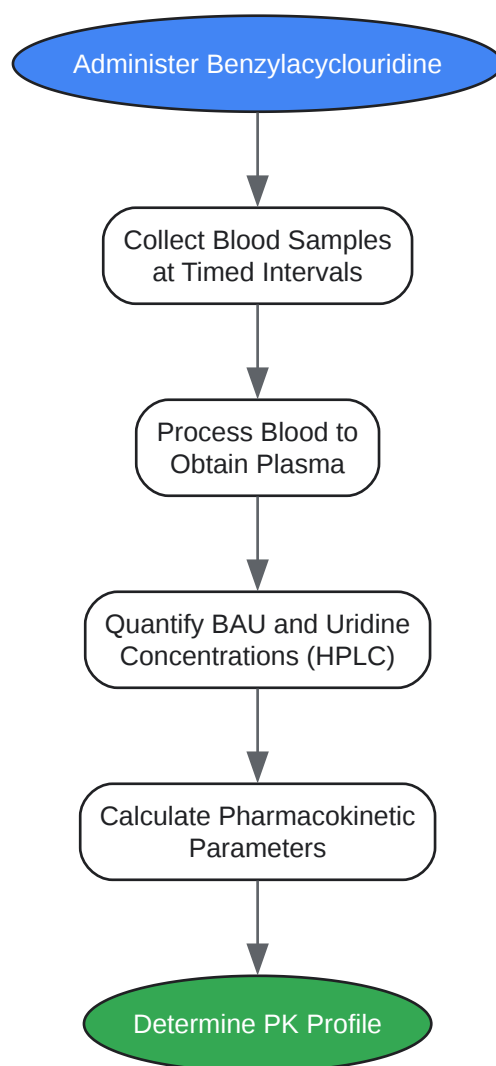 Administer Benzylacyclouridine
Collect Blood Samples
at Timed Intervals
Process Blood to
Obtain Plasma
Quantify BAU and Uridine
Concentrations (HPLC)
Calculate Pharmacokinetic
Parameters
Determine PK Profile